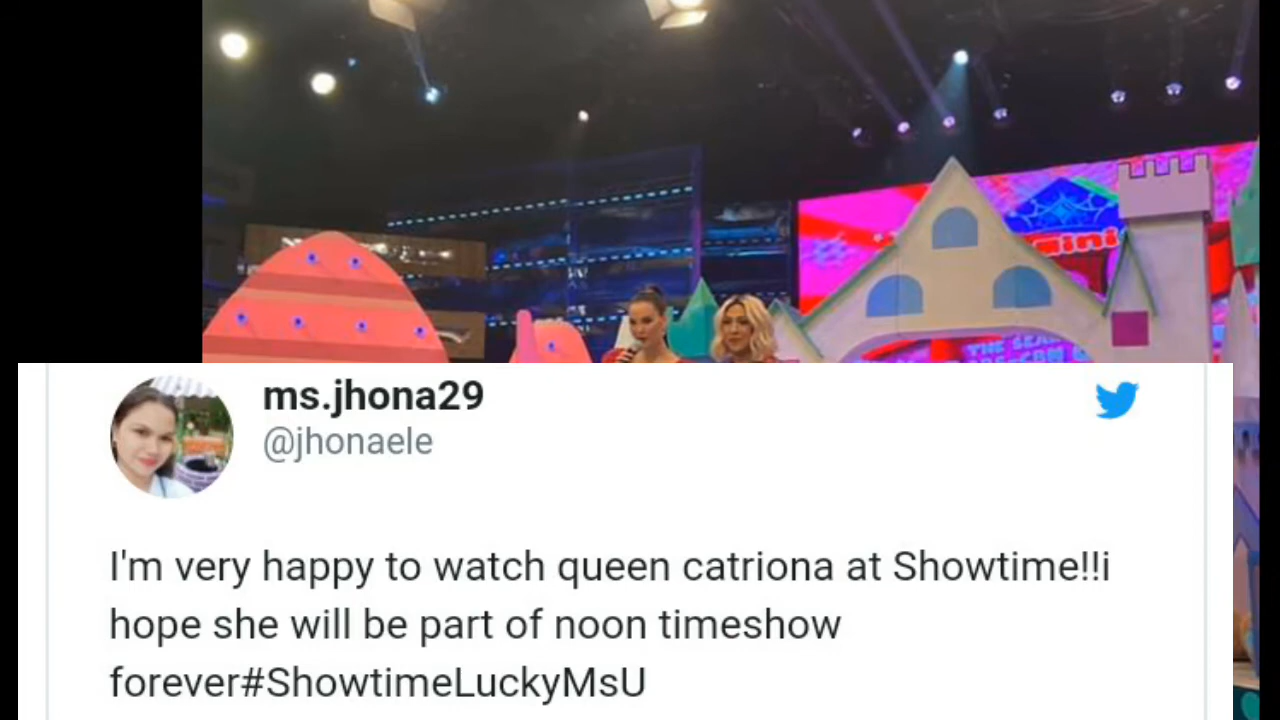 ms.jhona29
@jhonaele
I'm very happy to watch queen catriona at Showtime!!i
hope she will be part of noon timeshow
forever#ShowtimeLuckyMsU